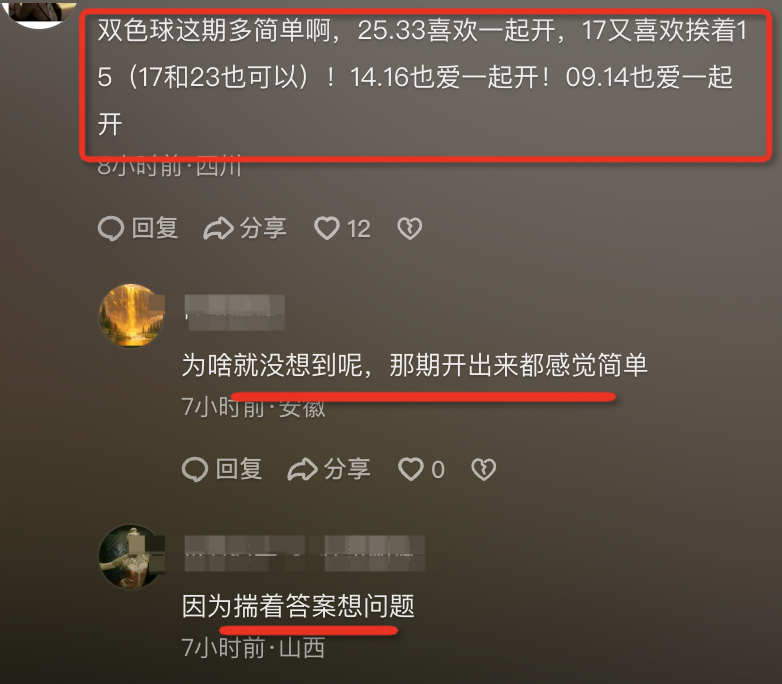 双色球这期多简单啊，25.33喜欢一起开，17又喜欢挨着1
5（17和23也可以）！14.16也爱一起开！09.14也爱一起
开
8小时前·四川
回复 分享 12
为啥就没想到呢，那期开出来都感觉简单
7小时前·安徽
回复 分享 0
因为揣着答案想问题
7小时前·山西